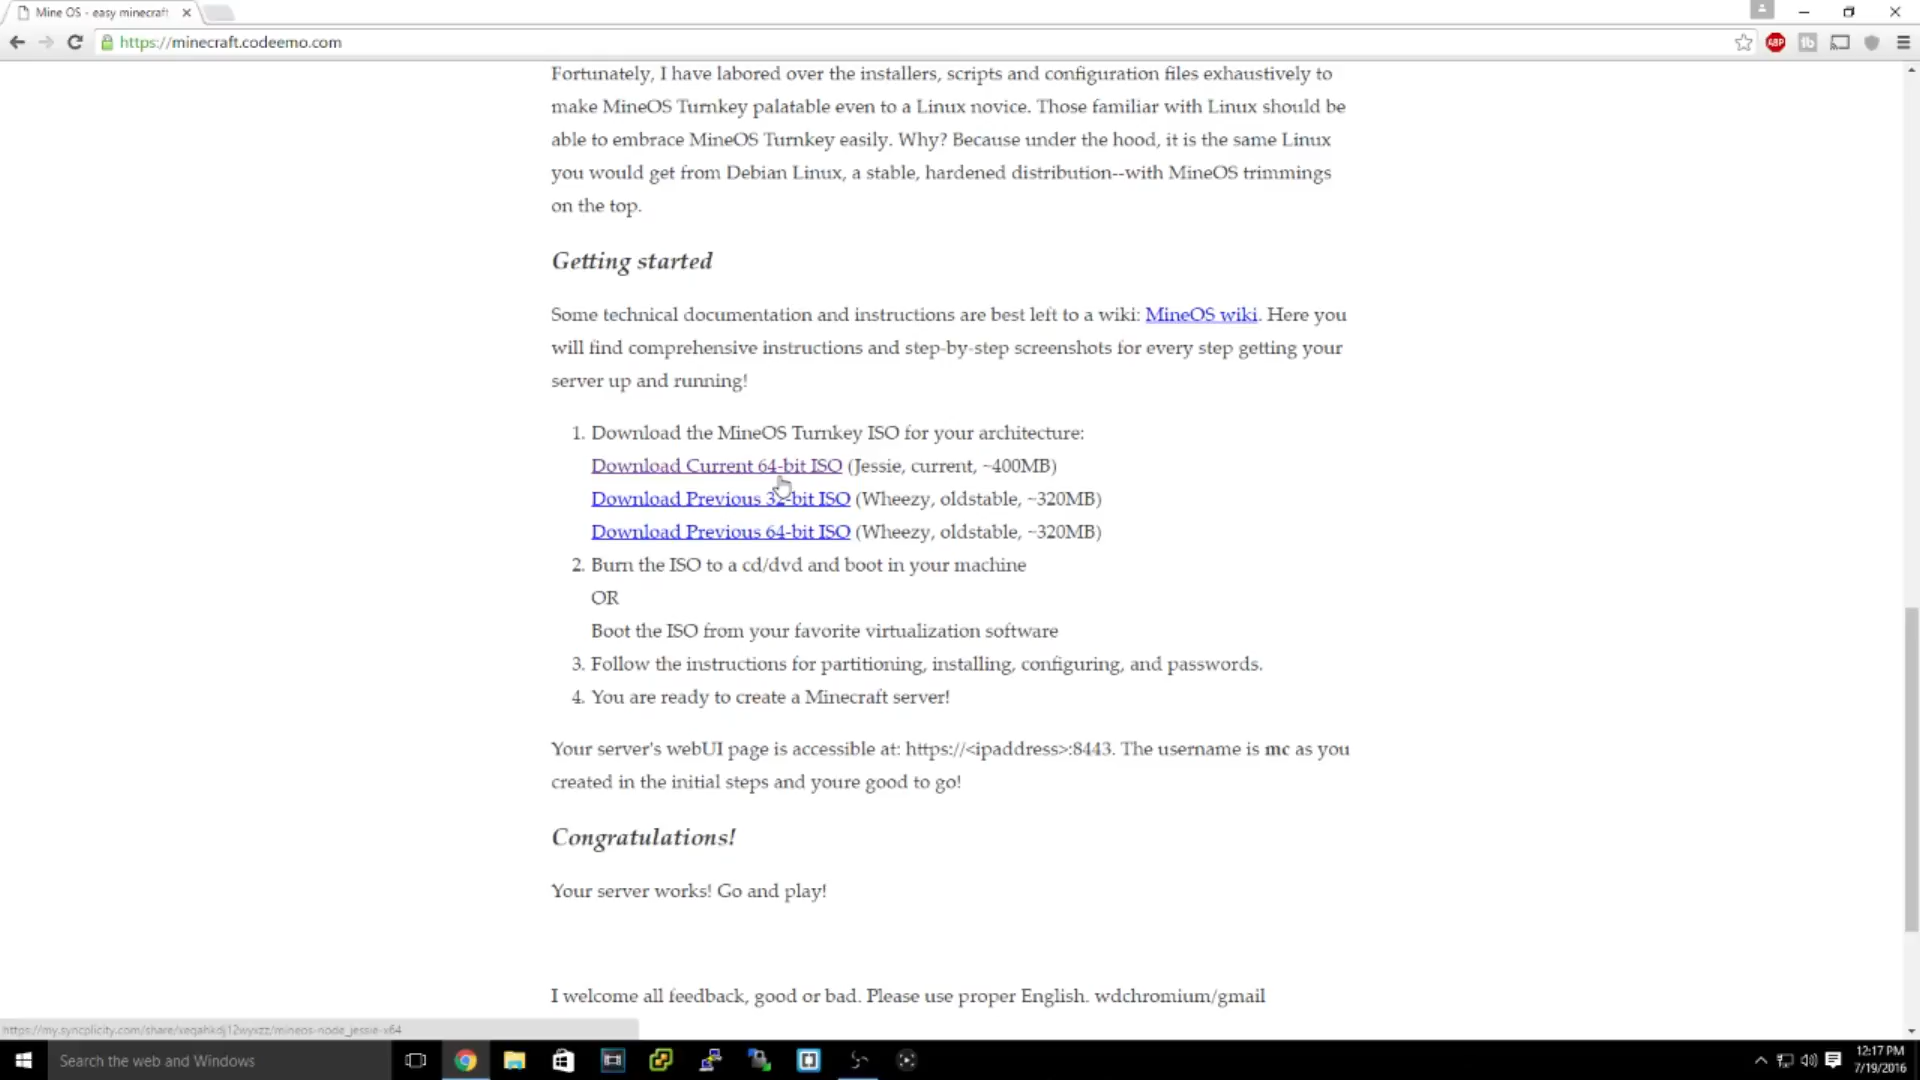 Mine OS - easy minecraft
https://minecraft.codeemo.com
ABP
Fortunately, I have labored over the installers, scripts and configuration files exhaustively to
make MineOS Turnkey palatable even to a Linux novice. Those familiar with Linux should be
able to embrace MineOS Turnkey easily. Why? Because under the hood, it is the same Linux
you would get from Debian Linux, a stable, hardened distribution--with MineOS trimmings
on the top.
Getting started
Some technical documentation and instructions are best left to a wiki: MineOS wiki. Here you
will find comprehensive instructions and step-by-step screenshots for every step getting your
server up and running!
1. Download the MineOS Turnkey ISO for your architecture:
Download Current 64-bit ISO (Jessie, current, ~400MB)
Download Previous 32-bit ISO (Wheezy, oldstable, ~320MB)
Download Previous 64-bit ISO (Wheezy, oldstable, ~320MB)
2. Burn the ISO to a cd/dvd and boot in your machine
OR
Boot the ISO from your favorite virtualization software
3. Follow the instructions for partitioning, installing, configuring, and passwords.
4. You are ready to create a Minecraft server!
Your server's webUI page is accessible at: https://<ipaddress>:8443. The username is mc as you
created in the initial steps and youre good to go!
Congratulations!
Your server works! Go and play!
I welcome all feedback, good or bad. Please use proper English. wdchromium/gmail
Search the web and Windows
12:17 PM
7/19/2016